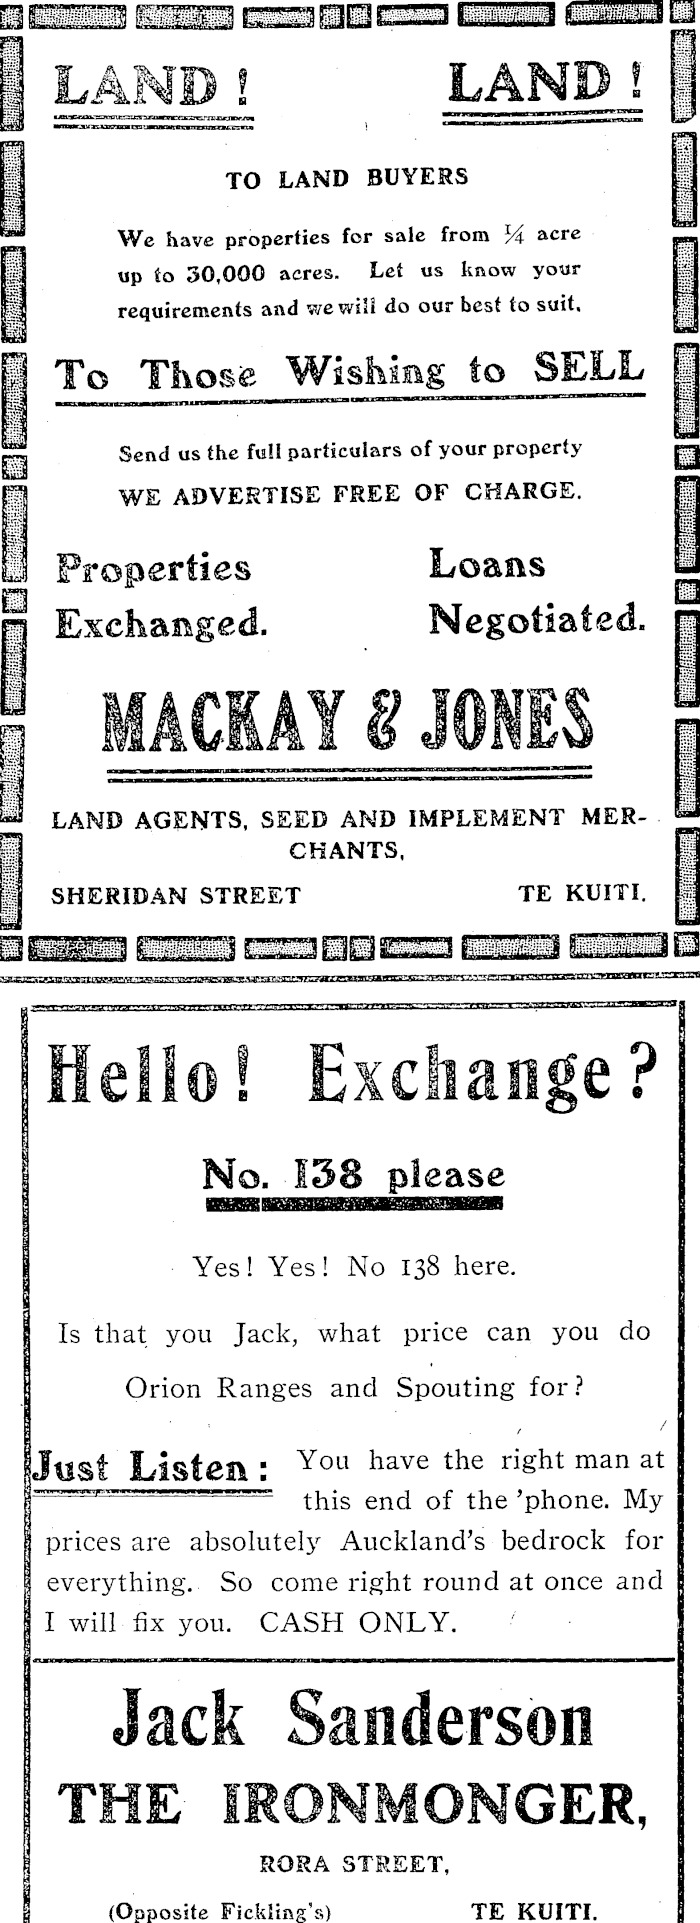 LAND! LAND!
TO LAND BUYERS
We have properties for sale from ¼ acre
up to 30,000 acres. Let us know your
requirements and we will do our best to suit.
To Those Wishing to SELL
Send us the full particulars of your property
WE ADVERTISE FREE OF CHARGE.
Properties Loans
Exchanged. Negotiated.
MACKAY & JONES
LAND AGENTS, SEED AND IMPLEMENT MER-
CHANTS,
SHERIDAN STREET TE KUITI.
Hello! Exchange?
No. 138 please
Yes! Yes! No 138 here.
Is that you Jack, what price can you do
Orion Ranges and Spouting for?
Just Listen: You have the right man at
this end of the 'phone. My
prices are absolutely Auckland's bedrock for
everything. So come right round at once and
I will fix you. CASH ONLY.
Jack Sanderson
THE IRONMONGER,
RORA STREET,
(Opposite Fickling's) TE KUITI.